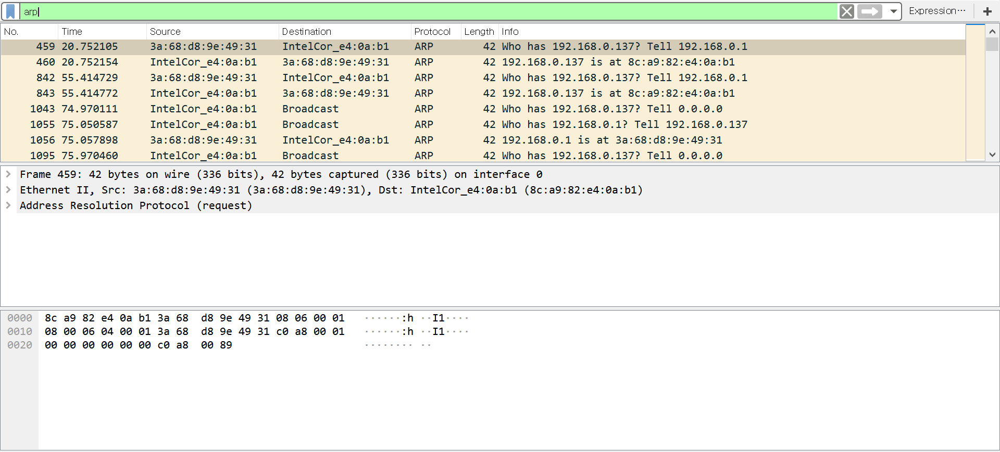 arp Expression···
No. Time Source Destination Protocol Length Info
459 20.752105 3a:68:d8:9e:49:31 IntelCor_e4:0a:b1 ARP 42 Who has 192.168.0.137? Tell 192.168.0.1
460 20.752154 IntelCor_e4:0a:b1 3a:68:d8:9e:49:31 ARP 42 192.168.0.137 is at 8c:a9:82:e4:0a:b1
842 55.414729 3a:68:d8:9e:49:31 IntelCor_e4:0a:b1 ARP 42 Who has 192.168.0.137? Tell 192.168.0.1
843 55.414772 IntelCor_e4:0a:b1 3a:68:d8:9e:49:31 ARP 42 192.168.0.137 is at 8c:a9:82:e4:0a:b1
1043 74.970111 IntelCor_e4:0a:b1 Broadcast ARP 42 Who has 192.168.0.137? Tell 0.0.0.0
1055 75.050587 IntelCor_e4:0a:b1 Broadcast ARP 42 Who has 192.168.0.1? Tell 192.168.0.137
1056 75.057898 3a:68:d8:9e:49:31 IntelCor_e4:0a:b1 ARP 42 192.168.0.1 is at 3a:68:d8:9e:49:31
1095 75.970460 IntelCor_e4:0a:b1 Broadcast ARP 42 Who has 192.168.0.137? Tell 0.0.0.0
Frame 459: 42 bytes on wire (336 bits), 42 bytes captured (336 bits) on interface 0
Ethernet II, Src: 3a:68:d8:9e:49:31 (3a:68:d8:9e:49:31), Dst: IntelCor_e4:0a:b1 (8c:a9:82:e4:0a:b1)
Address Resolution Protocol (request)
0000 8c a9 82 e4 0a b1 3a 68 d8 9e 49 31 08 06 00 01 ······:h ··I1····
0010 08 00 06 04 00 01 3a 68 d8 9e 49 31 c0 a8 00 01 ······:h ··I1····
0020 00 00 00 00 00 00 c0 a8 00 89 ········ ··